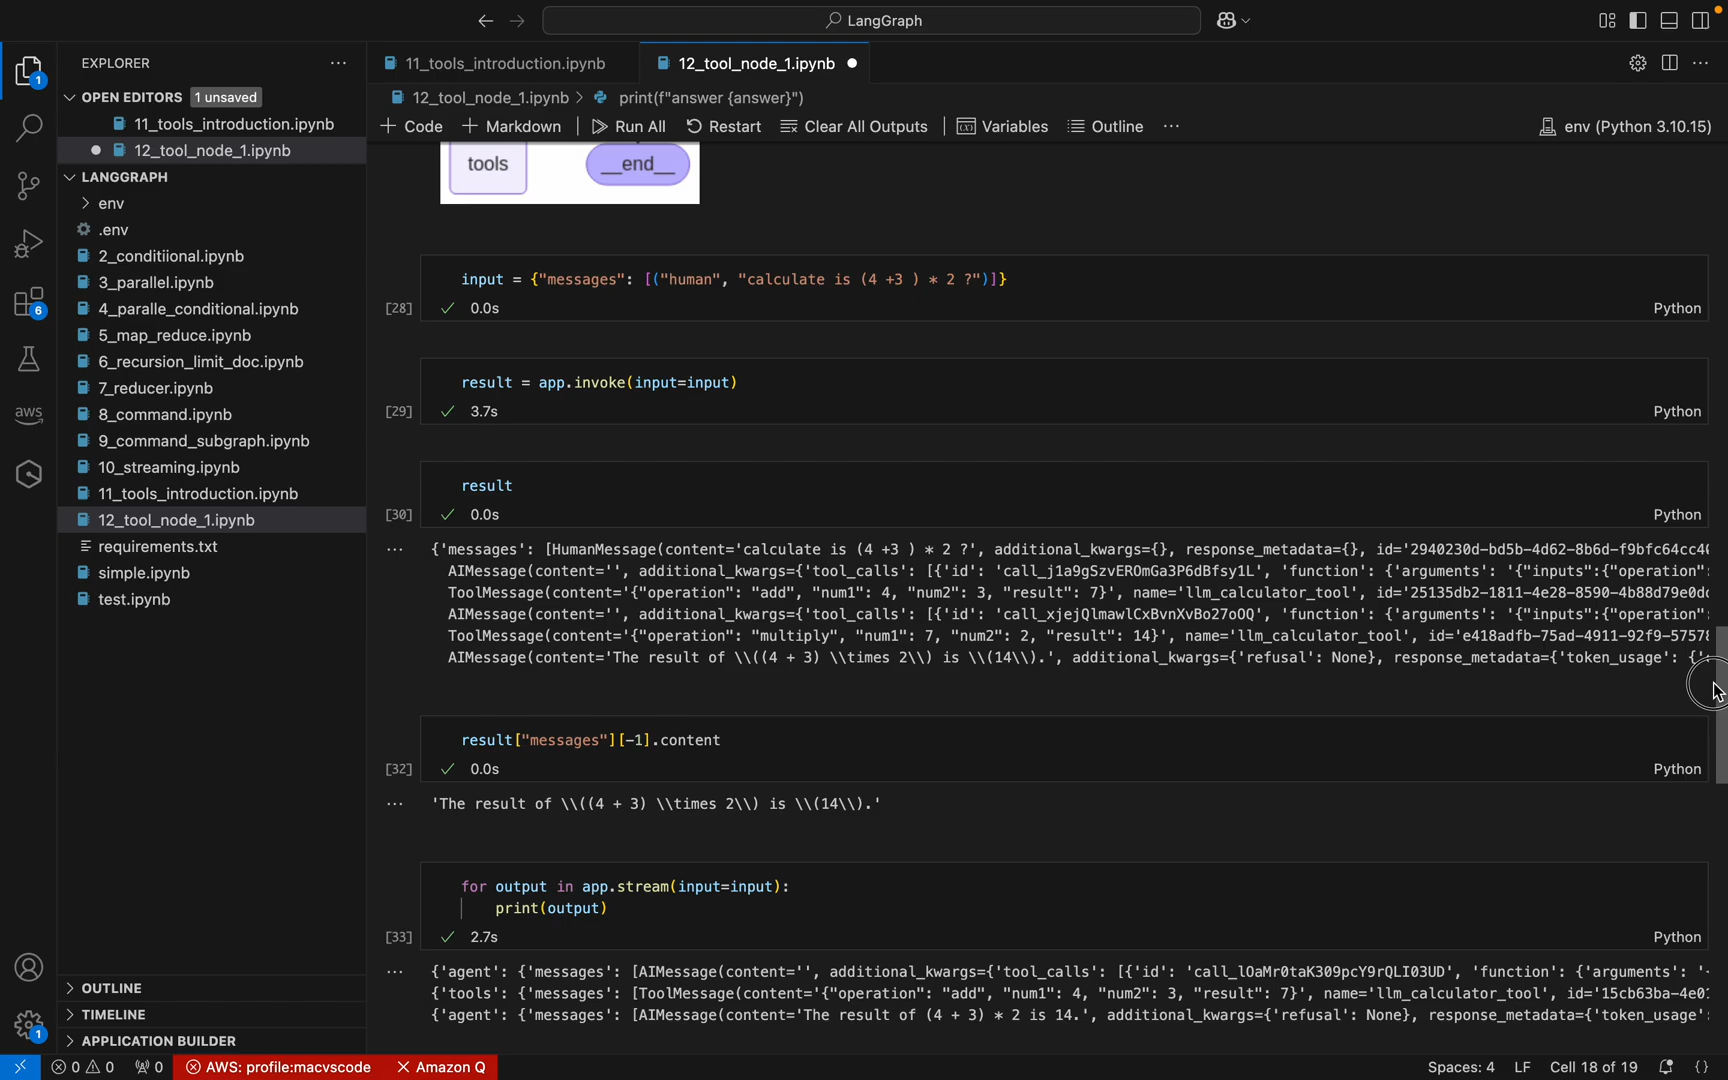 LangGraph
EXPLORER
OPEN EDITORS 1 unsaved
11_tools_introduction.ipynb
12_tool_node_1.ipynb
LANGGRAPH
env
.env
2_conditiional.ipynb
3_parallel.ipynb
4_paralle_conditional.ipynb
5_map_reduce.ipynb
6_recursion_limit_doc.ipynb
7_reducer.ipynb
8_command.ipynb
9_command_subgraph.ipynb
10_streaming.ipynb
11_tools_introduction.ipynb
12_tool_node_1.ipynb
requirements.txt
simple.ipynb
test.ipynb
OUTLINE
TIMELINE
APPLICATION BUILDER
1
6
aws
1
11_tools_introduction.ipynb
12_tool_node_1.ipynb
12_tool_node_1.ipynb > print(f"answer {answer}")
+ Code + Markdown Run All Restart Clear All Outputs Variables Outline ... env (Python 3.10.15)
tools __end__
input = {"messages": [("human", "calculate is (4 +3 ) * 2 ?")]}
[28] 0.0s Python
result = app.invoke(input=input)
[29] 3.7s Python
result
[30] 0.0s Python
{'messages': [HumanMessage(content='calculate is (4 +3 ) * 2 ?', additional_kwargs={}, response_metadata={}, id='2940230d-bd5b-4d62-8b6d-f9bfc64cc40
AIMessage(content='', additional_kwargs={'tool_calls': [{'id': 'call_j1a9gSzvEROmGa3P6dBfsy1L', 'function': {'arguments': '{"inputs":{"operation":
ToolMessage(content='{"operation": "add", "num1": 4, "num2": 3, "result": 7}', name='llm_calculator_tool', id='25135db2-1811-4e28-8590-4b88d79e0dc
AIMessage(content='', additional_kwargs={'tool_calls': [{'id': 'call_xjejQlmawlCxBvnXvBo27oOQ', 'function': {'arguments': '{"inputs":{"operation":
ToolMessage(content='{"operation": "multiply", "num1": 7, "num2": 2, "result": 14}', name='llm_calculator_tool', id='e418adfb-75ad-4911-92f9-57578
AIMessage(content='The result of \\((4 + 3) \\times 2\\) is \\(14\\).', additional_kwargs={'refusal': None}, response_metadata={'token_usage': {'
result["messages"][-1].content
[32] 0.0s Python
'The result of \\((4 + 3) \\times 2\\) is \\(14\\).'
for output in app.stream(input=input):
print(output)
[33] 2.7s Python
{'agent': {'messages': [AIMessage(content='', additional_kwargs={'tool_calls': [{'id': 'call_lOaMr0taK309pcY9rQLI03UD', 'function': {'arguments': '
{'tools': {'messages': [ToolMessage(content='{"operation": "add", "num1": 4, "num2": 3, "result": 7}', name='llm_calculator_tool', id='15cb63ba-4e01
{'agent': {'messages': [AIMessage(content='The result of (4 + 3) * 2 is 14.', additional_kwargs={'refusal': None}, response_metadata={'token_usage':
0 0 0 AWS: profile:macvscode Amazon Q Spaces: 4 LF Cell 18 of 19